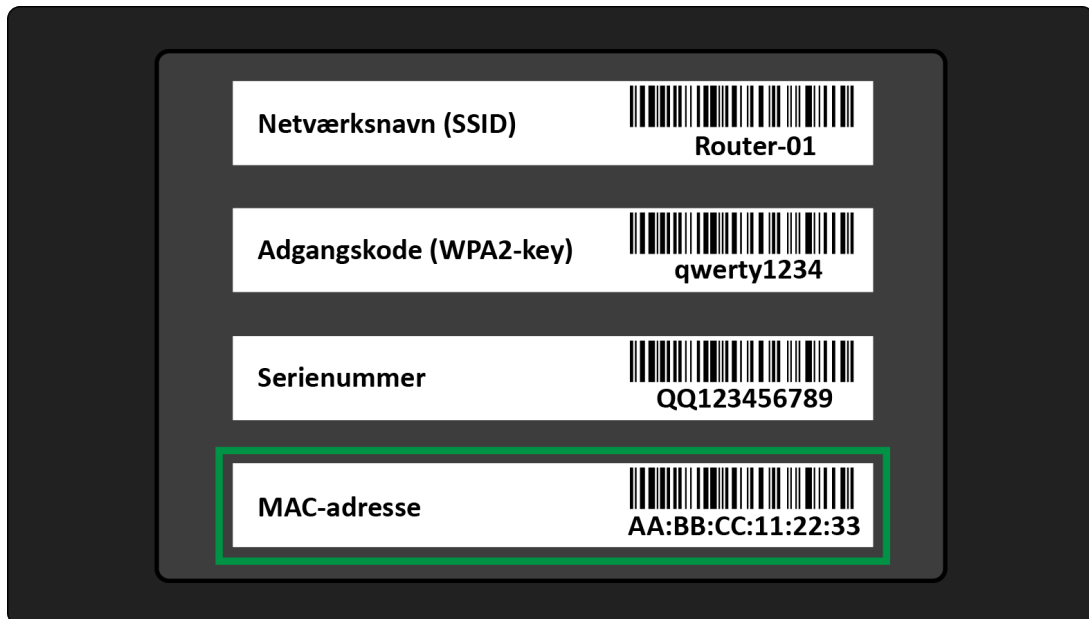 Netværksnavn (SSID)
Router-01
Adgangskode (WPA2-key)
qwerty1234
Serienummer
QQ123456789
MAC-adresse
AA:BB:CC:11:22:33